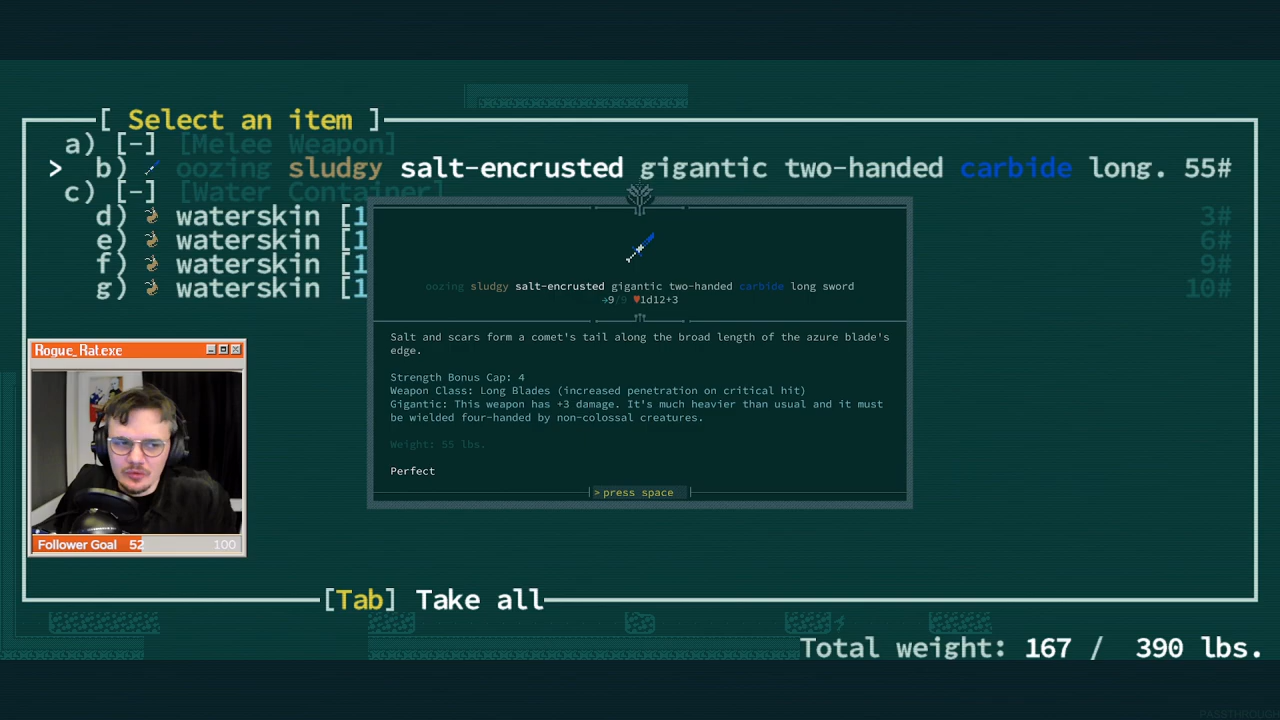 [ Select an item ]
a) [-] [Melee Weapon]
> b) oozing sludgy salt-encrusted gigantic two-handed carbide long. 55#
c) [-] [Water Container]
d) waterskin [1 3#
e) waterskin [1 6#
f) waterskin [1 9#
g) waterskin [1 10#
oozing sludgy salt-encrusted gigantic two-handed carbide long sword
→9/9 ♥1d12+3
Salt and scars form a comet's tail along the broad length of the azure blade's
edge.
Strength Bonus Cap: 4
Weapon Class: Long Blades (increased penetration on critical hit)
Gigantic: This weapon has +3 damage. It's much heavier than usual and it must
be wielded four-handed by non-colossal creatures.
Weight: 55 lbs.
Perfect
> press space
Rogue_Rat.exe
Follower Goal 52 100
[Tab] Take all
Total weight: 167 / 390 lbs.
PASSTHROUGH